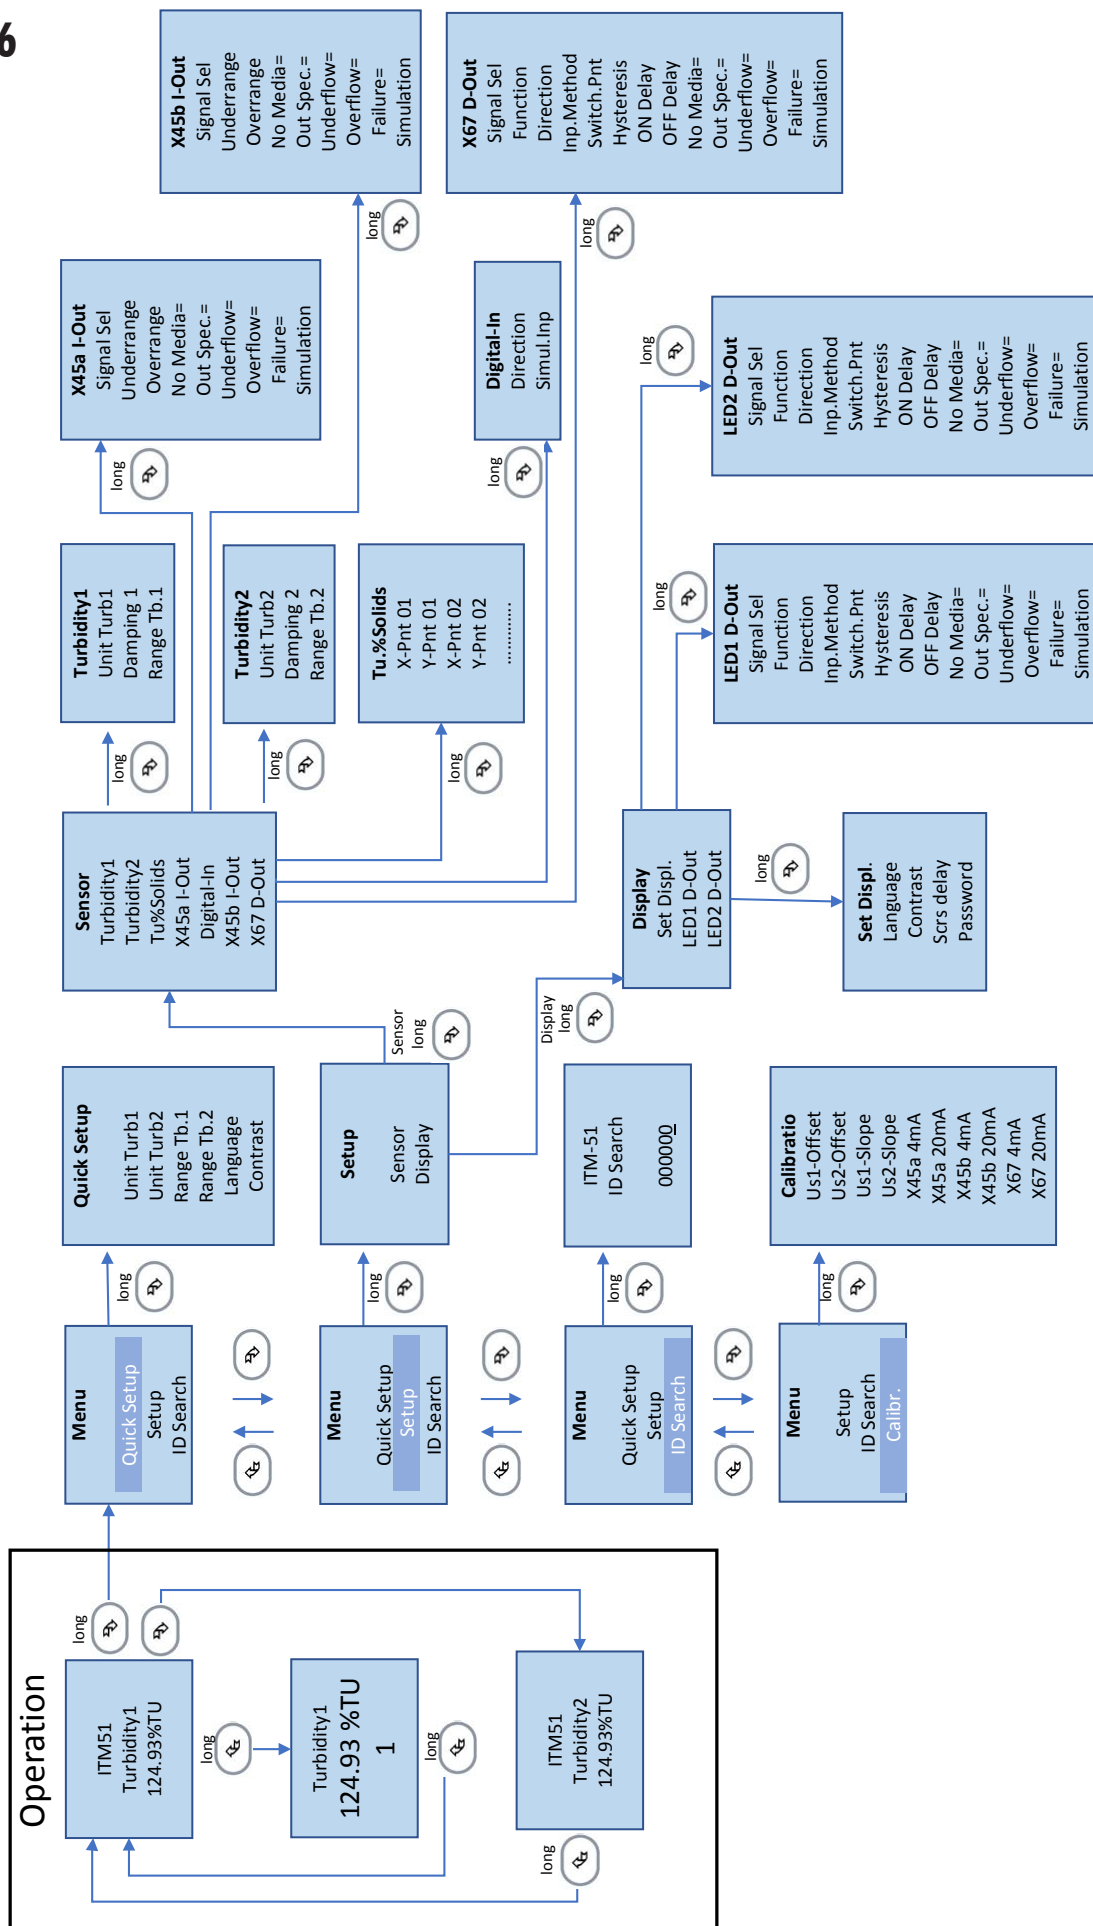 6
Operation
ITM51
Turbidity1
124.93%TU
long
long
Turbidity1
124.93 %TU
1
long
ITM51
Turbidity2
124.93%TU
long
Menu
Quick Setup
Setup
ID Search
long
Quick Setup
Unit Turb1
Unit Turb2
Range Tb.1
Range Tb.2
Language
Contrast
Menu
Quick Setup
Setup
ID Search
long
Setup
Sensor
Display
Menu
Quick Setup
Setup
ID Search
long
ITM-51
ID Search
000000
Menu
Setup
ID Search
Calibr.
long
Calibratio
Us1-Offset
Us2-Offset
Us1-Slope
Us2-Slope
X45a 4mA
X45a 20mA
X45b 4mA
X45b 20mA
X67 4mA
X67 20mA
Sensor
long
Display
long
Sensor
Turbidity1
Turbidity2
Tu%Solids
X45a I-Out
Digital-In
X45b I-Out
X67 D-Out
long
Turbidity1
Unit Turb1
Damping 1
Range Tb.1
long
Turbidity2
Unit Turb2
Damping 2
Range Tb.2
long
Tu.%Solids
X-Pnt 01
Y-Pnt 01
X-Pnt 02
Y-Pnt 02
.............
long
X45a I-Out
Signal Sel
Underrange
Overrange
No Media=
Out Spec.=
Underflow=
Overflow=
Failure=
Simulation
long
Digital-In
Direction
Simul.Inp
long
X45b I-Out
Signal Sel
Underrange
Overrange
No Media=
Out Spec.=
Underflow=
Overflow=
Failure=
Simulation
long
X67 D-Out
Signal Sel
Function
Direction
Inp.Method
Switch.Pnt
Hysteresis
ON Delay
OFF Delay
No Media=
Out Spec.=
Underflow=
Overflow=
Failure=
Simulation
Display
Set Displ.
LED1 D-Out
LED2 D-Out
long
Set Displ.
Language
Contrast
Scrs delay
Password
long
LED1 D-Out
Signal Sel
Function
Direction
Inp.Method
Switch.Pnt
Hysteresis
ON Delay
OFF Delay
No Media=
Out Spec.=
Underflow=
Overflow=
Failure=
Simulation
long
LED2 D-Out
Signal Sel
Function
Direction
Inp.Method
Switch.Pnt
Hysteresis
ON Delay
OFF Delay
No Media=
Out Spec.=
Underflow=
Overflow=
Failure=
Simulation